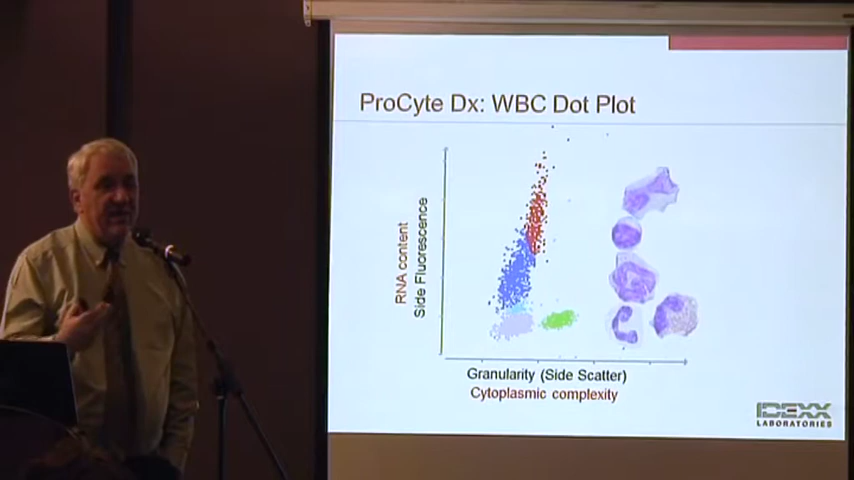 ProCyte Dx: WBC Dot Plot
RNA content
Side Fluorescence
Granularity (Side Scatter)
Cytoplasmic complexity
IDEXX
LABORATORIES